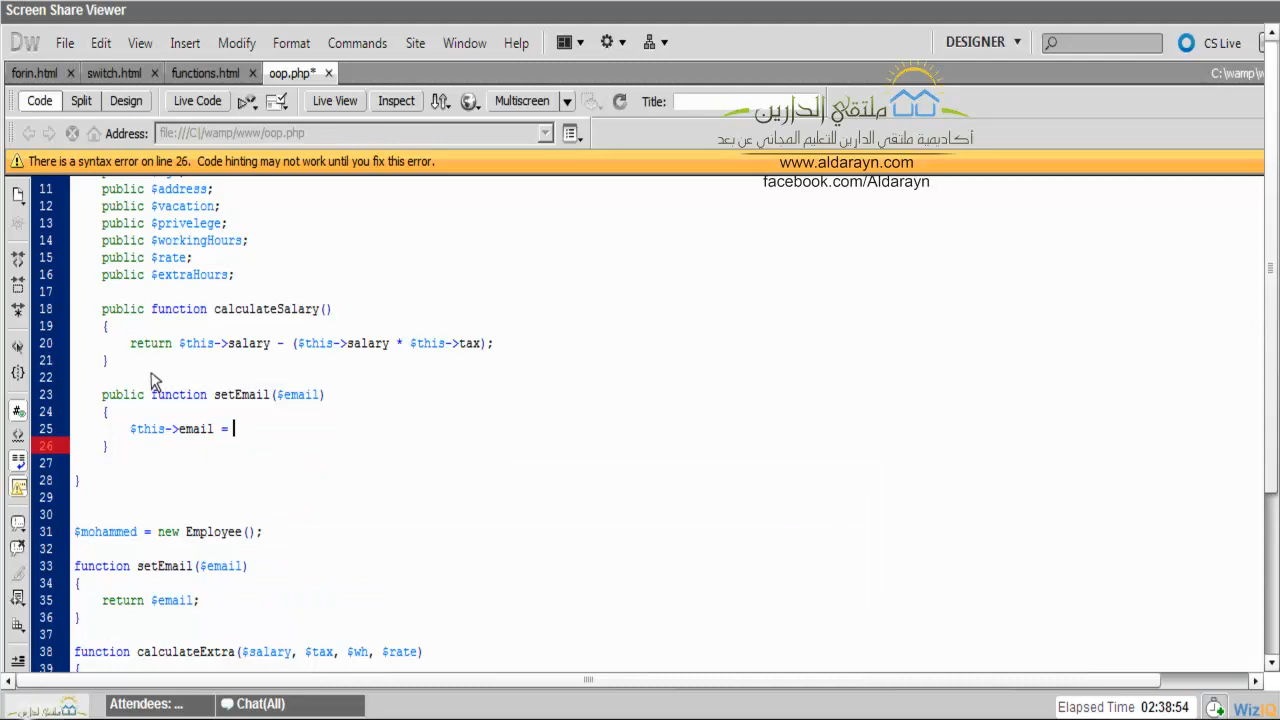 Screen Share Viewer
Dw File Edit View Insert Modify Format Commands Site Window Help DESIGNER CS Live
forin.html switch.html functions.html oop.php* C:\wamp\w
Code Split Design Live Code Live View Inspect Multiscreen Title:
ملتقي الدارين
أكاديمية ملتقي الدارين للتعليم المجاني عن بعد
www.aldarayn.com
facebook.com/Aldarayn
Address: file:///C|/wamp/www/oop.php
There is a syntax error on line 26. Code hinting may not work until you fix this error.
11 public $address;
12 public $vacation;
13 public $privelege;
14 public $workingHours;
15 public $rate;
16 public $extraHours;
17
18 public function calculateSalary()
19 {
20 return $this->salary - ($this->salary * $this->tax);
21 }
22
23 public function setEmail($email)
24 {
25 $this->email =
26 }
27
28 }
29
30
31 $mohammed = new Employee();
32
33 function setEmail($email)
34 {
35 return $email;
36 }
37
38 function calculateExtra($salary, $tax, $wh, $rate)
39 {
Attendees: ... Chat(All) Elapsed Time 02:38:54 WizIQ